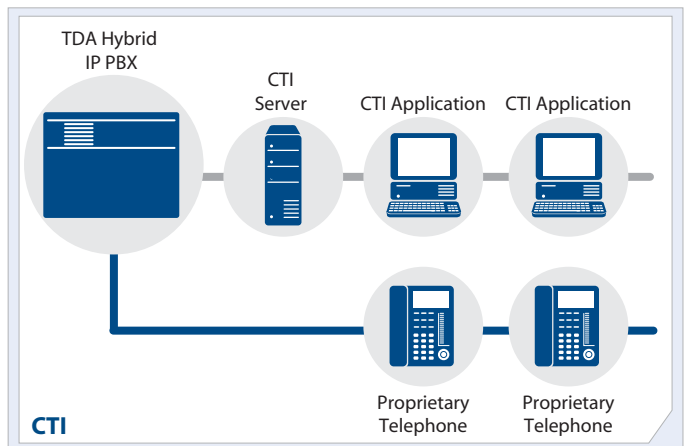 TDA Hybrid
IP PBX
CTI
Server
CTI Application
CTI Application
Proprietary
Telephone
Proprietary
Telephone
CTI